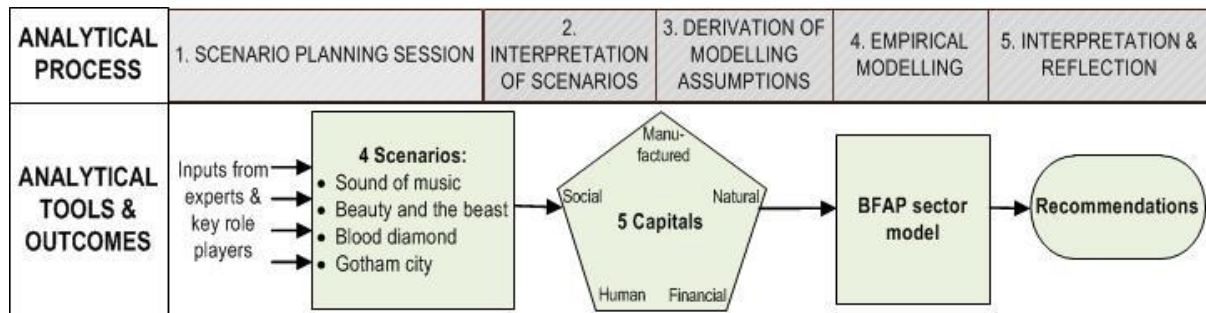 ANALYTICAL
PROCESS
1. SCENARIO PLANNING SESSION
2.
INTERPRETATION
OF SCENARIOS
3. DERIVATION OF
MODELLING
ASSUMPTIONS
4. EMPIRICAL
MODELLING
5. INTERPRETATION &
REFLECTION
ANALYTICAL
TOOLS &
OUTCOMES
Inputs from
experts &
key role
players
4 Scenarios:
• Sound of music
• Beauty and the beast
• Blood diamond
• Gotham city
Manu-
factured
Social
Natural
5 Capitals
Human
Financial
BFAP sector
model
Recommendations